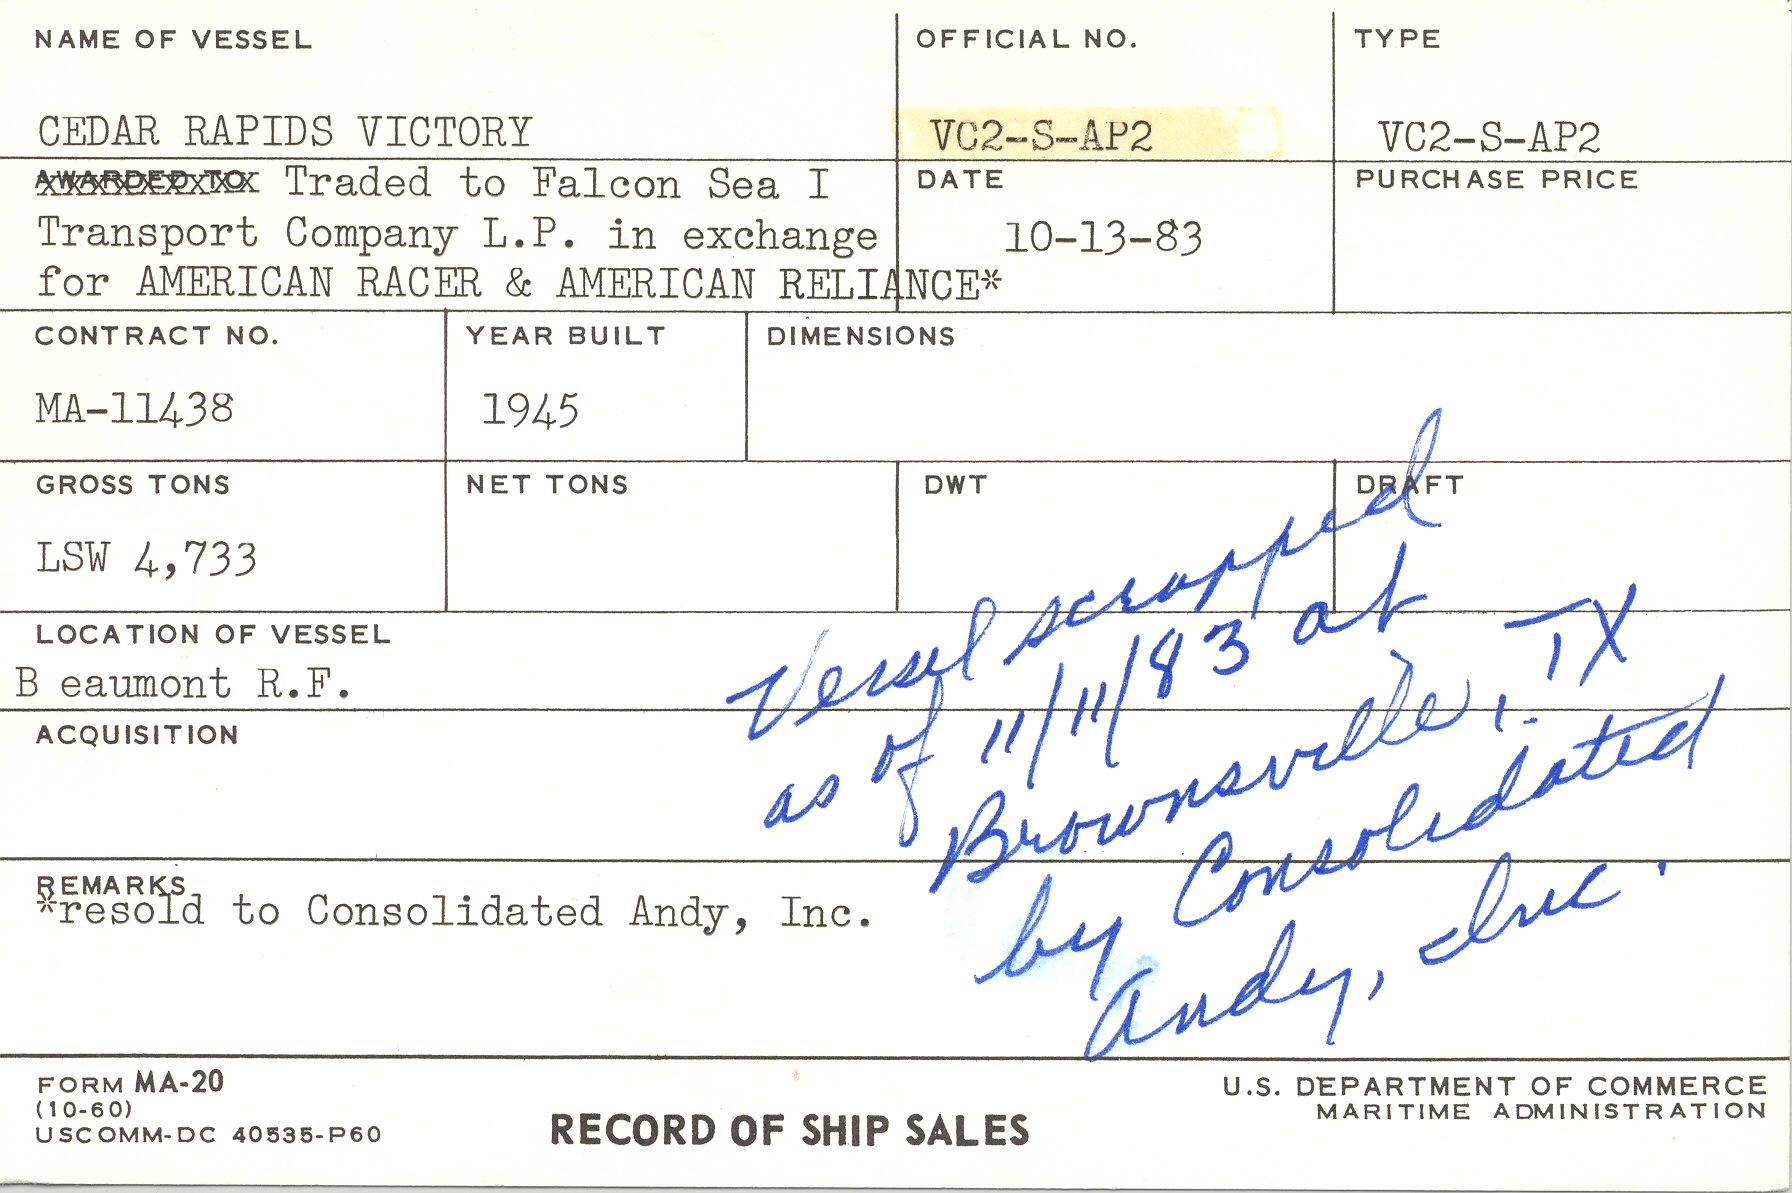 NAME OF VESSEL
CEDAR RAPIDS VICTORY
OFFICIAL NO.
VC2-S-AP2
TYPE
VC2-S-AP2
AWARDED TO Traded to Falcon Sea I
Transport Company L.P. in exchange
for AMERICAN RACER & AMERICAN RELIANCE*
DATE
10-13-83
PURCHASE PRICE
CONTRACT NO.
MA-11438
YEAR BUILT
1945
DIMENSIONS
GROSS TONS
LSW 4,733
NET TONS
DWT
DRAFT
LOCATION OF VESSEL
B eaumont R.F.
ACQUISITION
Vessel scrapped
as of 11/11/83 at
Brownsville, TX
by Consolidated
Andy, Inc.
REMARKS
*resold to Consolidated Andy, Inc.
FORM MA-20
(10-60)
USCOMM-DC 40535-P60
RECORD OF SHIP SALES
U.S. DEPARTMENT OF COMMERCE
MARITIME ADMINISTRATION